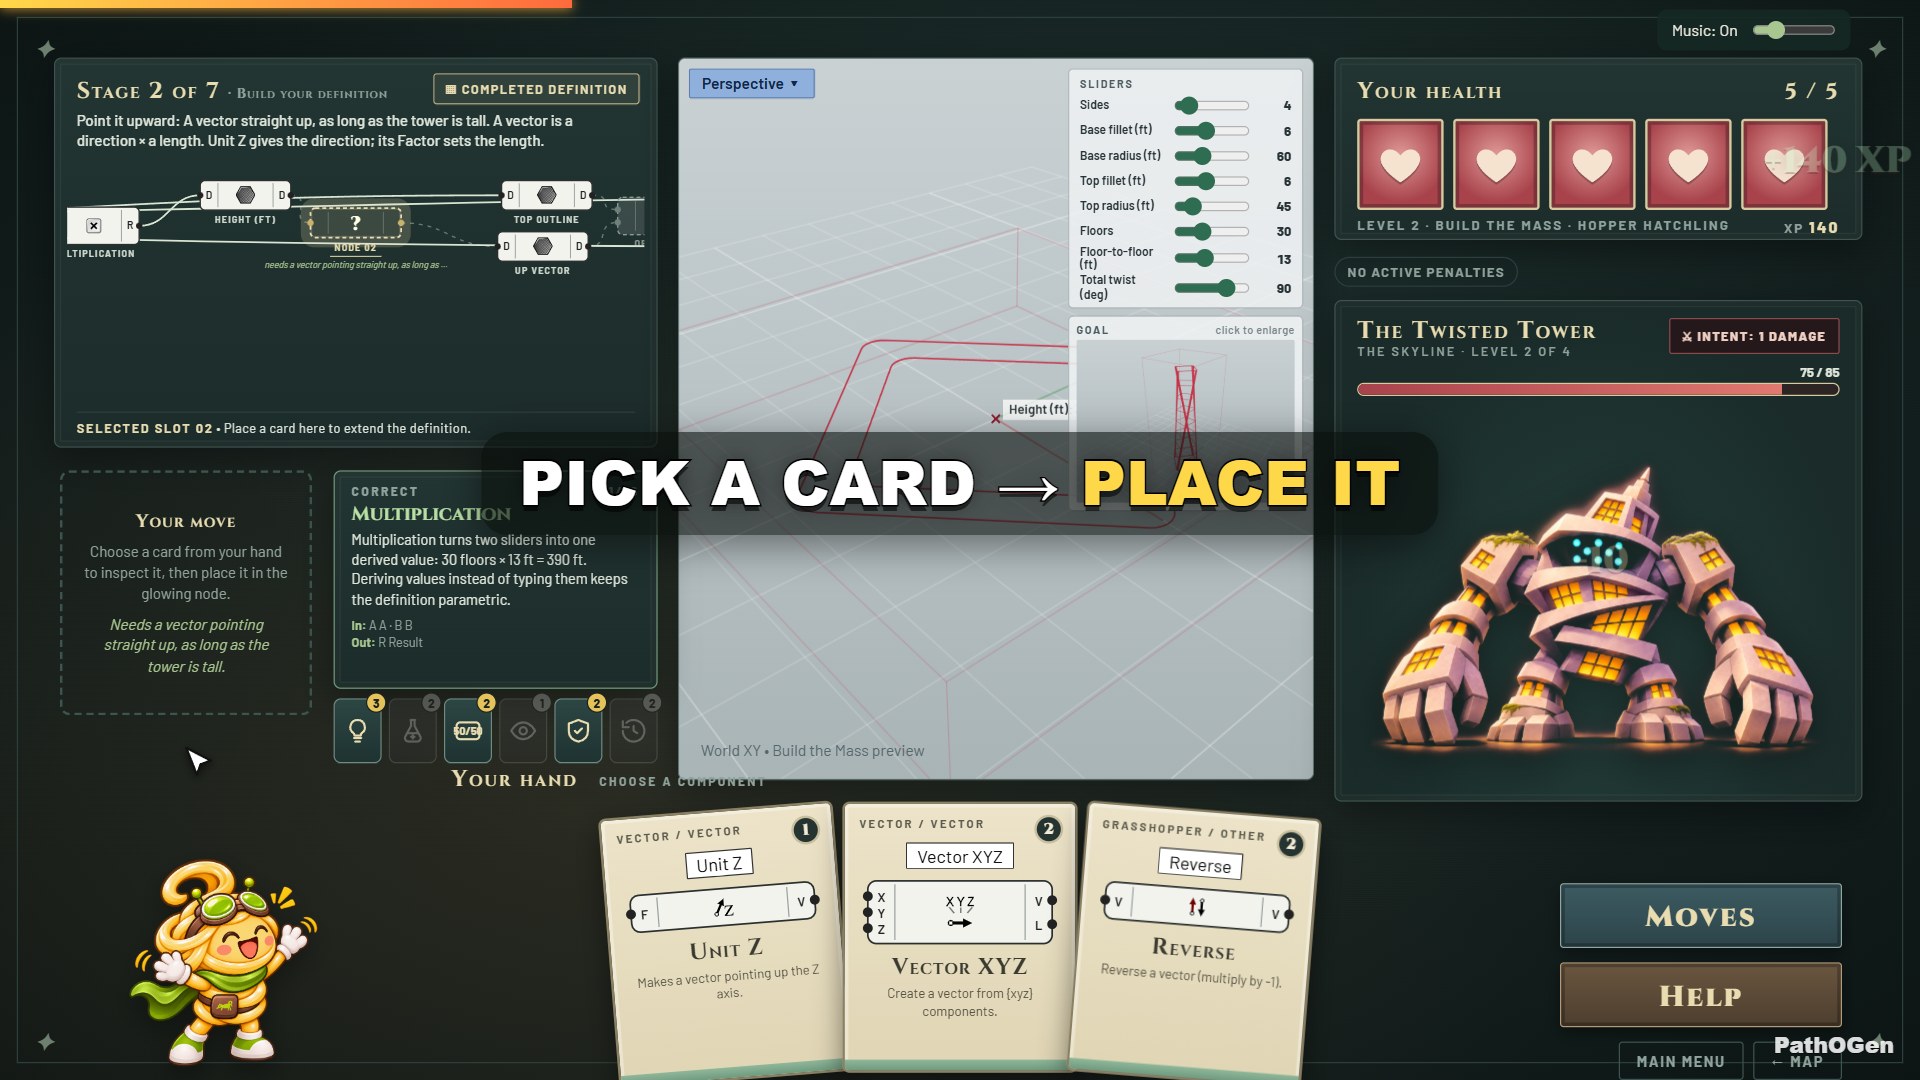 Music: On
Stage 2 of 7 · Build your definition
COMPLETED DEFINITION
Point it upward: A vector straight up, as long as the tower is tall. A vector is a
direction × a length. Unit Z gives the direction; its Factor sets the length.
R
LTIPLICATION
D D
HEIGHT (FT)
?
NODE 02
needs a vector pointing straight up, as long as ...
D D
TOP OUTLINE
D D
UP VECTOR
SELECTED SLOT 02 • Place a card here to extend the definition.
Your move
Choose a card from your hand
to inspect it, then place it in the
glowing node.
Needs a vector pointing
straight up, as long as the
tower is tall.
CORRECT
Multiplication
Multiplication turns two sliders into one
derived value: 30 floors × 13 ft = 390 ft.
Deriving values instead of typing them keeps
the definition parametric.
In: A A · B B
Out: R Result
3 2 2 1 2 2
50/50
Perspective ▾
SLIDERS
Sides 4
Base fillet (ft) 6
Base radius (ft) 60
Top fillet (ft) 6
Top radius (ft) 45
Floors 30
Floor-to-floor
(ft) 13
Total twist
(deg) 90
GOAL click to enlarge
Height (ft)
World XY • Build the Mass preview
PICK A CARD → PLACE IT
Your health 5 / 5
+140 XP
LEVEL 2 · BUILD THE MASS · HOPPER HATCHLING XP 140
NO ACTIVE PENALTIES
The Twisted Tower
THE SKYLINE · LEVEL 2 OF 4
INTENT: 1 DAMAGE
75 / 85
Your hand CHOOSE A COMPONENT
VECTOR / VECTOR 1
Unit Z
F Z V
Unit Z
Makes a vector pointing up the Z
axis.
VECTOR / VECTOR 2
Vector XYZ
X Y Z XYZ V L
Vector XYZ
Create a vector from {xyz}
components.
GRASSHOPPER / OTHER 2
Reverse
V V
Reverse
Reverse a vector (multiply by -1).
Moves
Help
MAIN MENU
← MAP
PathOGen